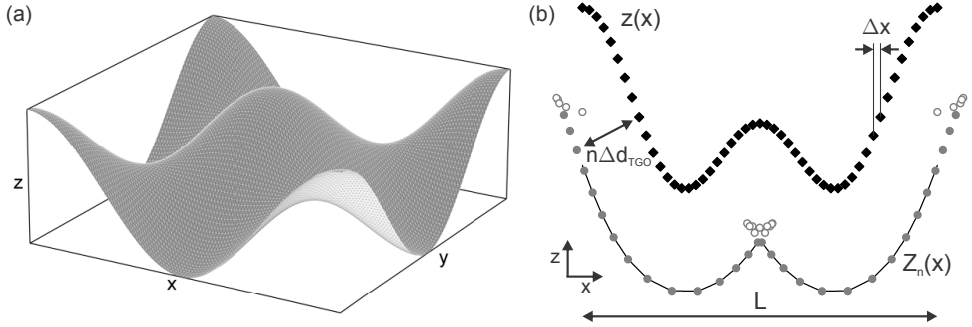 (a)
z
x
y
(b)
z(x)
Δx
nΔd_TGO
z
x
Z_n(x)
L